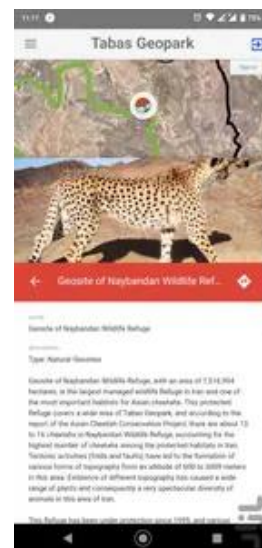 11:11
Tabas Geopark
Geosite of Naybandan Wildlife Ref...
Geosite of Naybandan Wildlife Refuge
Type: Natural Geosites
Geosite of Naybandan Wildlife Refuge, with an area of
hectares, is the largest managed wildlife Refuge in Iran and one of
the most important habitats for Asian cheetahs. This protected
Refuge covers a wide area of Tabas Geopark, and according to the
report of the Asian Cheetah Conservation Project, there are about 13
to 16 cheetahs in Naybandan Wildlife Refuge, accounting for the
highest number of cheetahs among the protected habitats in Iran.
Tectonic activities (folds and faults) have led to the formation of
various forms of topography from an altitude of 600 to 3009 meters
in this area. Existence of different topography has caused a wide
range of plants and consequently a very spectacular diversity of
animals in this area of Iran.
This Refuge has been under protection since 1995, and various